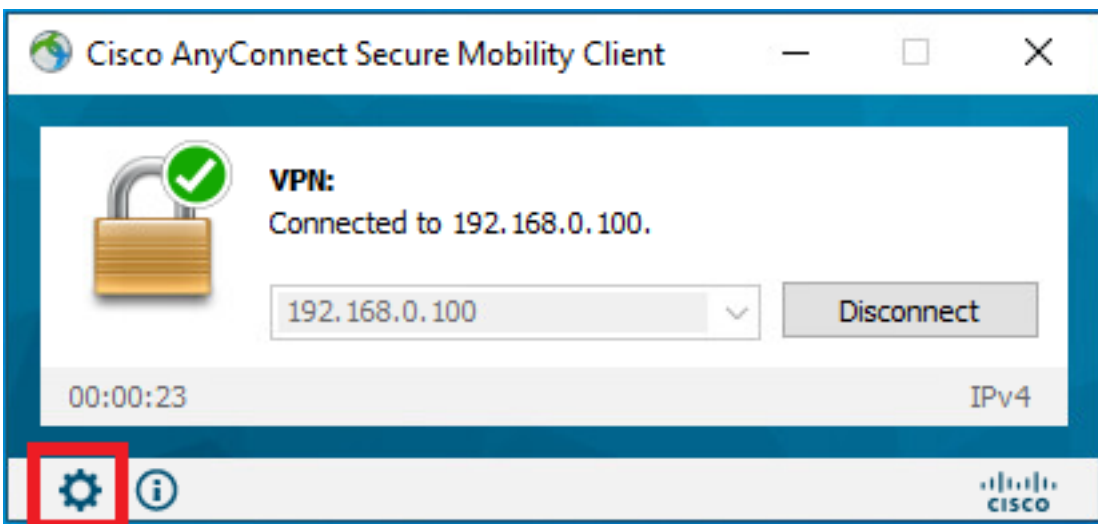 Cisco AnyConnect Secure Mobility Client
VPN:
Connected to 192.168.0.100.
192.168.0.100
Disconnect
00:00:23
IPv4
CISCO